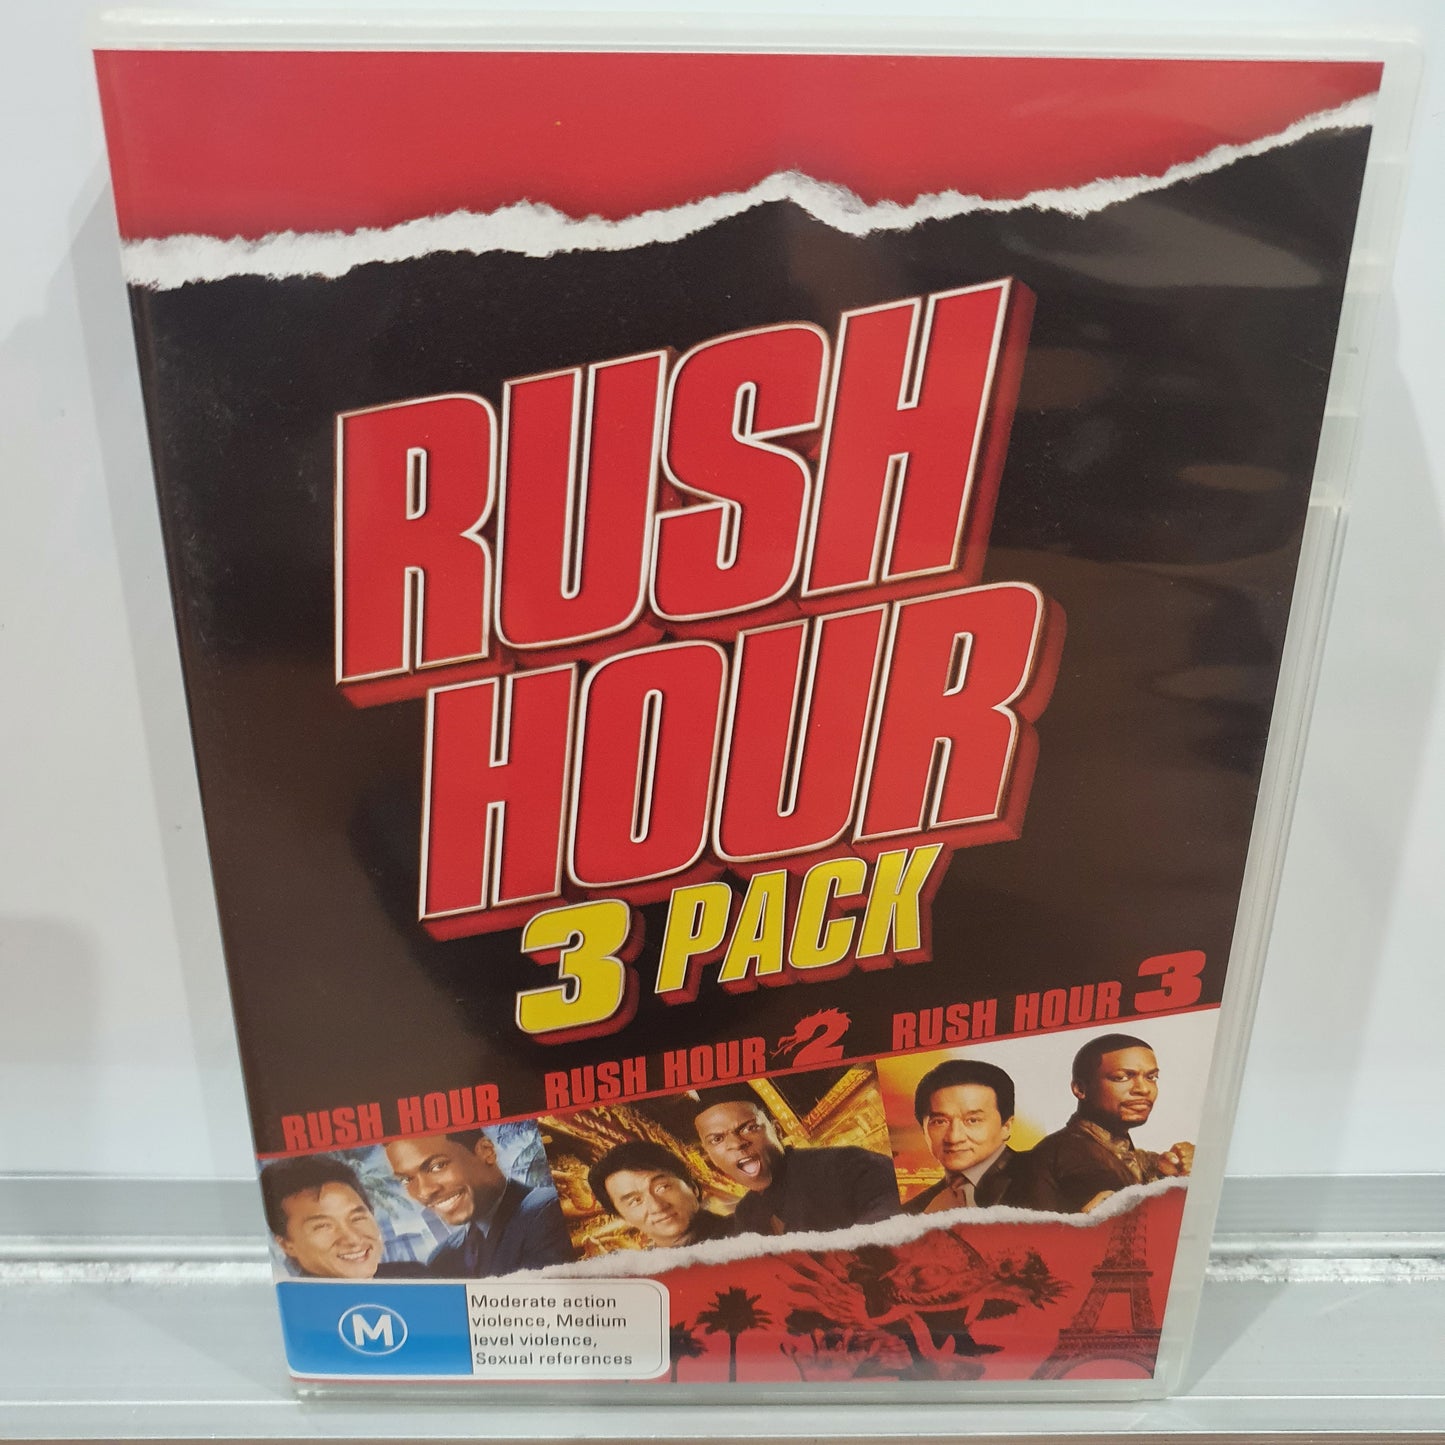 RUSH
HOUR
3 PACK
RUSH HOUR
RUSH HOUR 2
RUSH HOUR 3
M
Moderate action
violence, Medium
level violence,
Sexual references